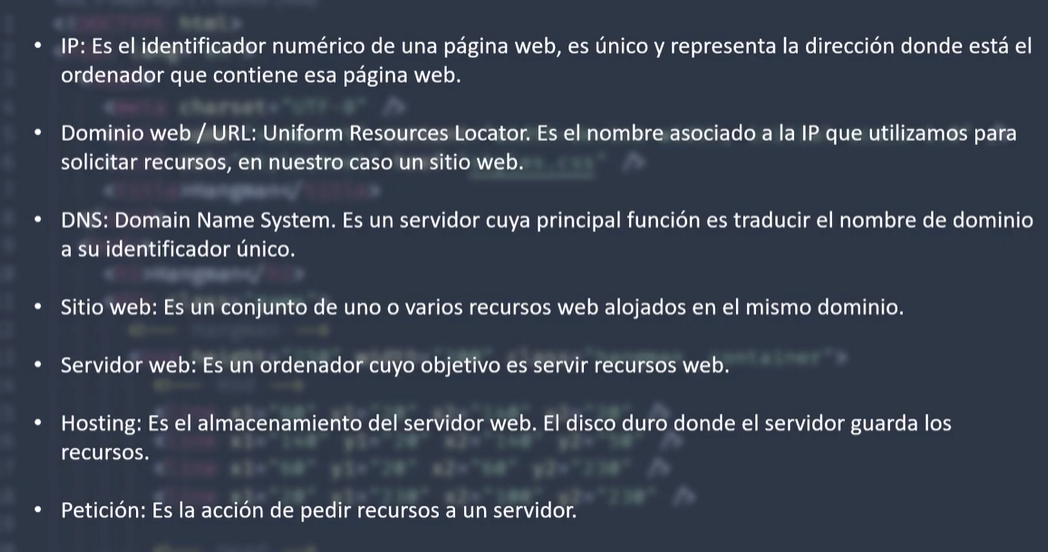 • IP: Es el identificador numérico de una página web, es único y representa la dirección donde está el
ordenador que contiene esa página web.
• Dominio web / URL: Uniform Resources Locator. Es el nombre asociado a la IP que utilizamos para
solicitar recursos, en nuestro caso un sitio web.
• DNS: Domain Name System. Es un servidor cuya principal función es traducir el nombre de dominio
a su identificador único.
• Sitio web: Es un conjunto de uno o varios recursos web alojados en el mismo dominio.
• Servidor web: Es un ordenador cuyo objetivo es servir recursos web.
• Hosting: Es el almacenamiento del servidor web. El disco duro donde el servidor guarda los
recursos.
• Petición: Es la acción de pedir recursos a un servidor.